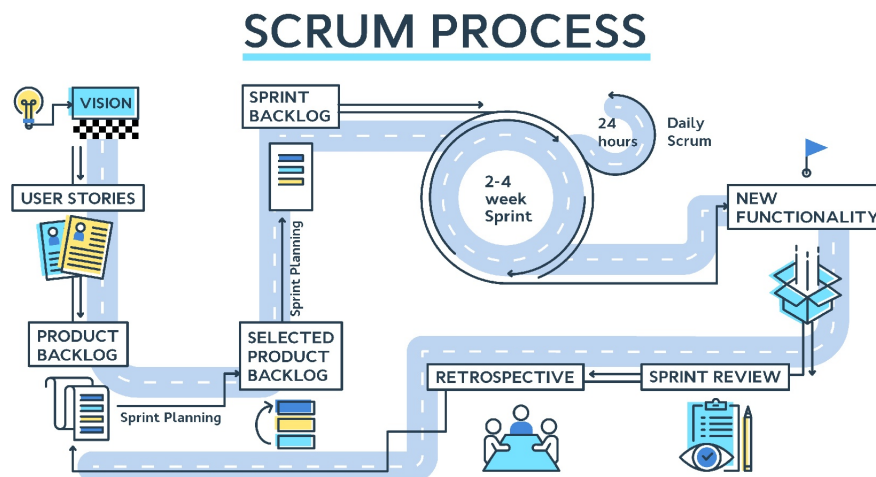 SCRUM PROCESS
VISION
USER STORIES
PRODUCT
BACKLOG
Sprint Planning
SELECTED
PRODUCT
BACKLOG
Sprint Planning
SPRINT
BACKLOG
2-4
week
Sprint
24
hours
Daily
Scrum
NEW
FUNCTIONALITY
SPRINT REVIEW
RETROSPECTIVE